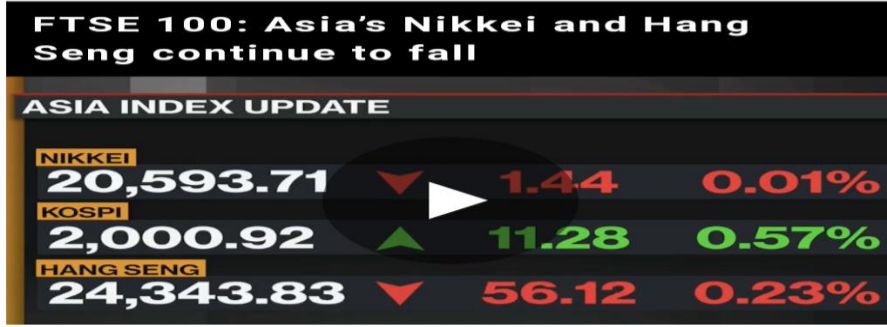 FTSE 100: Asia's Nikkei and Hang
Seng continue to fall
ASIA INDEX UPDATE
NIKKEI
20,593.71 1.44 0.01%
KOSPI
2,000.92 11.28 0.57%
HANG SENG
24,343.83 56.12 0.23%